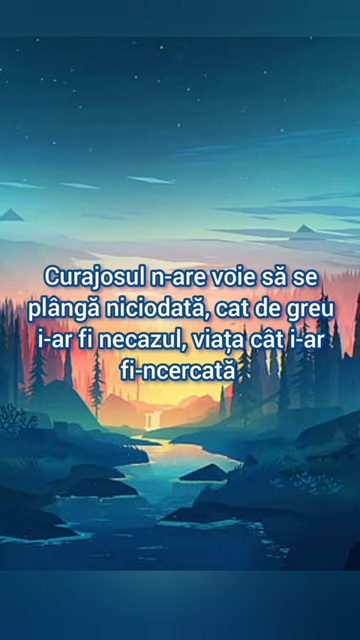 Curajosul n-are voie să se
plângă niciodată, cat de greu
i-ar fi necazul, viața cât i-ar
fi-ncercată